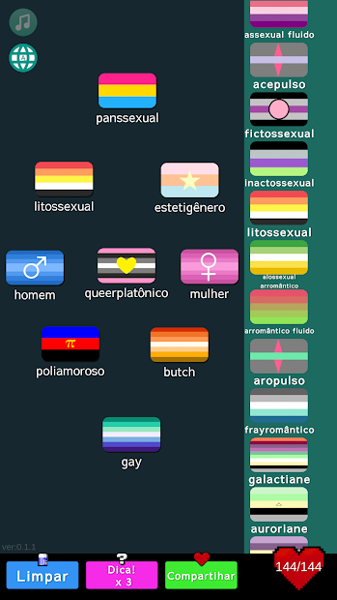 A
panssexual
litossexual
estetigênero
homem
queerplatônico
mulher
π
poliamoroso
butch
gay
ver:0.1.1
assexual fluido
acepulso
fictossexual
inactossexual
litossexual
alossexual
arromântico
arromântico fluido
aropulso
frayromântico
galactiane
auroriane
Limpar
?
Dica!
x 3
Compartilhar
144/144